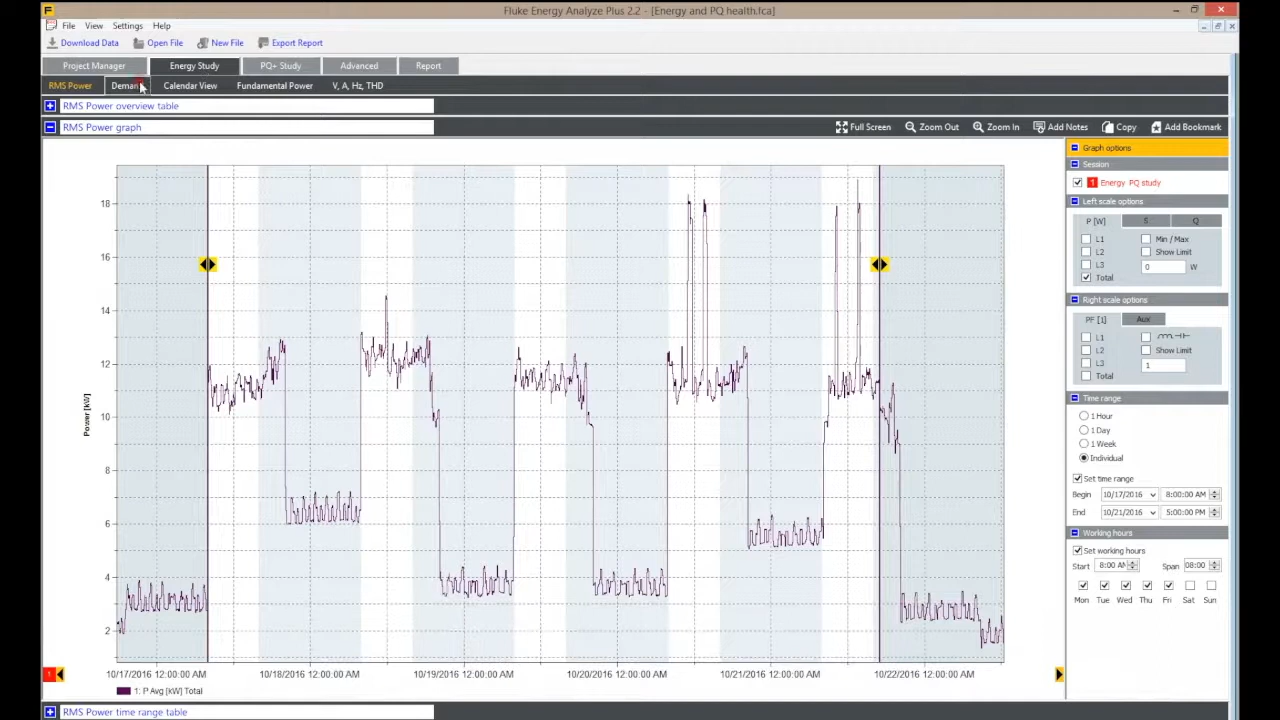 Fluke Energy Analyze Plus 2.2 - [Energy and PQ health.fca]
File View Settings Help
Download Data Open File New File Export Report
Project Manager Energy Study PQ+ Study Advanced Report
RMS Power Deman Calendar View Fundamental Power V, A, Hz, THD
RMS Power overview table
RMS Power graph Full Screen Zoom Out Zoom In Add Notes Copy Add Bookmark
Graph options
Session
1 Energy PQ study
Left scale options
P [W] S Q
L1 Min / Max
L2 Show Limit
L3 0 W
Total
Right scale options
PF [1] Aux
L1
L2 Show Limit
L3 1
Total
Time range
1 Hour
1 Day
1 Week
Individual
Set time range
Begin 10/17/2016 8:00:00 AM
End 10/21/2016 5:00:00 PM
Working hours
Set working hours
Start 8:00 AM Span 08:00
Mon Tue Wed Thu Fri Sat Sun
18
16
14
12
10
8
6
4
2
Power [kW]
1
10/17/2016 12:00:00 AM 10/18/2016 12:00:00 AM 10/19/2016 12:00:00 AM 10/20/2016 12:00:00 AM 10/21/2016 12:00:00 AM 10/22/2016 12:00:00 AM
1: P Avg [kW] Total
RMS Power time range table